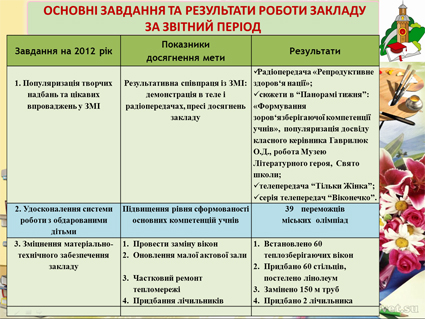 ОСНОВНІ ЗАВДАННЯ ТА РЕЗУЛЬТАТИ РОБОТИ ЗАКЛАДУ
ЗА ЗВІТНИЙ ПЕРІОД
Завдання на 2012 рік
Показники
досягнення мети
Результати
1. Популяризація творчих
надбань та цікавих
впроваджень у ЗМІ
Результативна співпраця із ЗМІ:
демонстрація в теле і
радіопередачах, пресі досягнень
закладу
✓Радіопередача «Репродуктивне
здоров'я нації»;
✓сюжети в "Панорамі тижня":
«Формування
здоров'язберігаючої компетенції
учнів», популяризація досвіду
класного керівника Гаврилюк
О.Д., робота Музею
Літературного героя, Свято
школи;
✓телепередача "Тільки Жінка";
✓серія телепередач "Віконечко".
2. Удосконалення системи
роботи з обдарованими
дітьми
Підвищення рівня сформованості
основних компетенцій учнів
39 переможців
міських олімпіад
3. Зміцнення матеріально-
технічного забезпечення
закладу
1. Провести заміну вікон
2. Оновлення малої актової зали
3. Частковий ремонт
тепломережі
4. Придбання лічильників
1. Встановлено 60
теплозберігаючих вікон
2. Придбано 60 стільців,
постелено лінолеум
3. Замінено 150 м труб
4. Придбано 2 лічильника